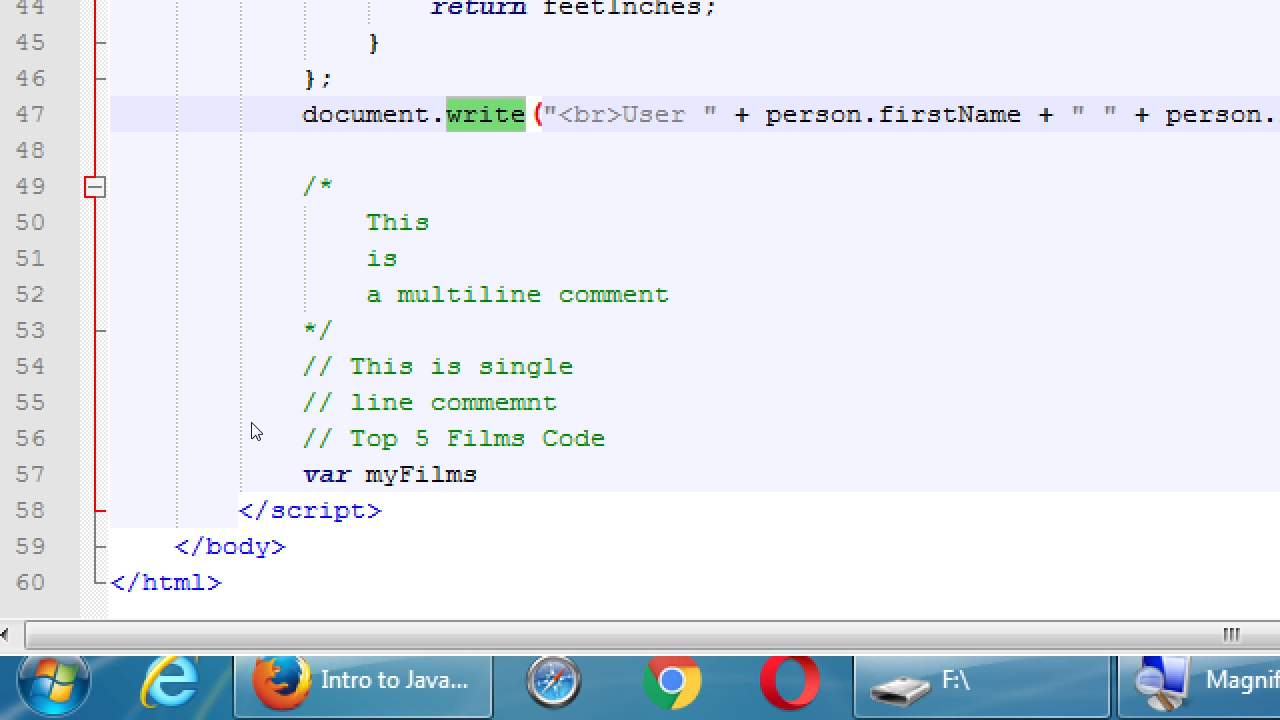 44 return feetInches;
45 }
46 };
47 document.write("<br>User " + person.firstName + " " + person.
48
49 /*
50 This
51 is
52 a multiline comment
53 */
54 // This is single
55 // line commemnt
56 // Top 5 Films Code
57 var myFilms
58 </script>
59 </body>
60 </html>
Intro to Java... F:\ Magnif